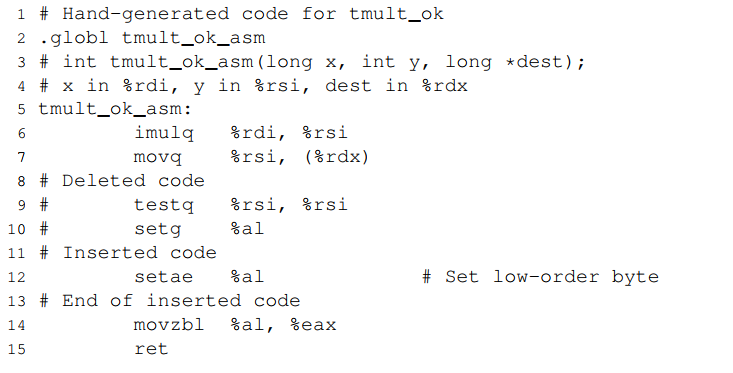 1 # Hand-generated code for tmult_ok
2 .globl tmult_ok_asm
3 # int tmult_ok_asm(long x, int y, long *dest);
4 # x in %rdi, y in %rsi, dest in %rdx
5 tmult_ok_asm:
6 imulq %rdi, %rsi
7 movq %rsi, (%rdx)
8 # Deleted code
9 # testq %rsi, %rsi
10 # setg %al
11 # Inserted code
12 setae %al # Set low-order byte
13 # End of inserted code
14 movzbl %al, %eax
15 ret